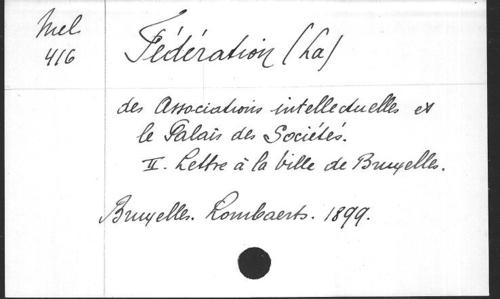 Mel
416
Fédération (La)
des Associations intellectuelles et
le Palais des Sociétés.
II. Lettre à la Ville de Bruxelles.
Bruxelles. Lombaerts. 1899.